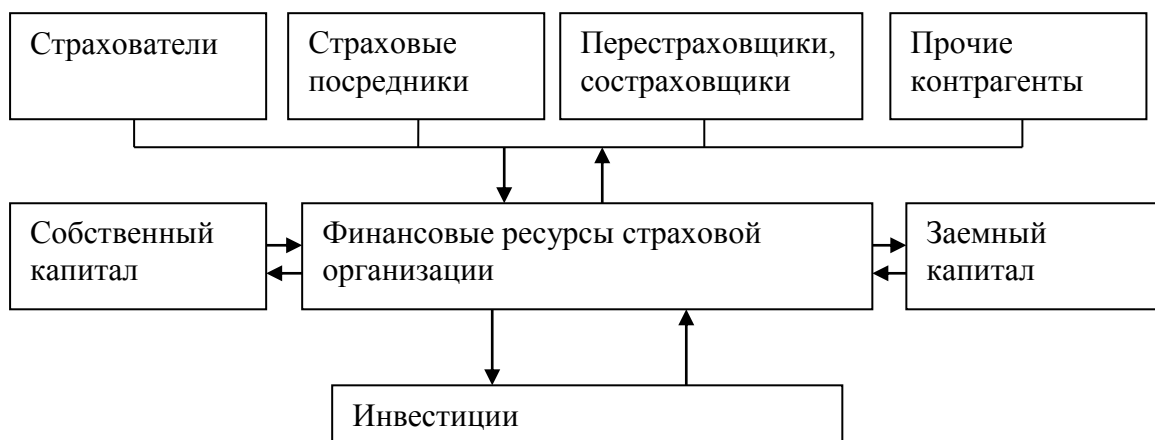 Страхователи
Страховые
посредники
Перестраховщики,
состраховщики
Прочие
контрагенты
Собственный
капитал
Финансовые ресурсы страховой
организации
Заемный
капитал
Инвестиции